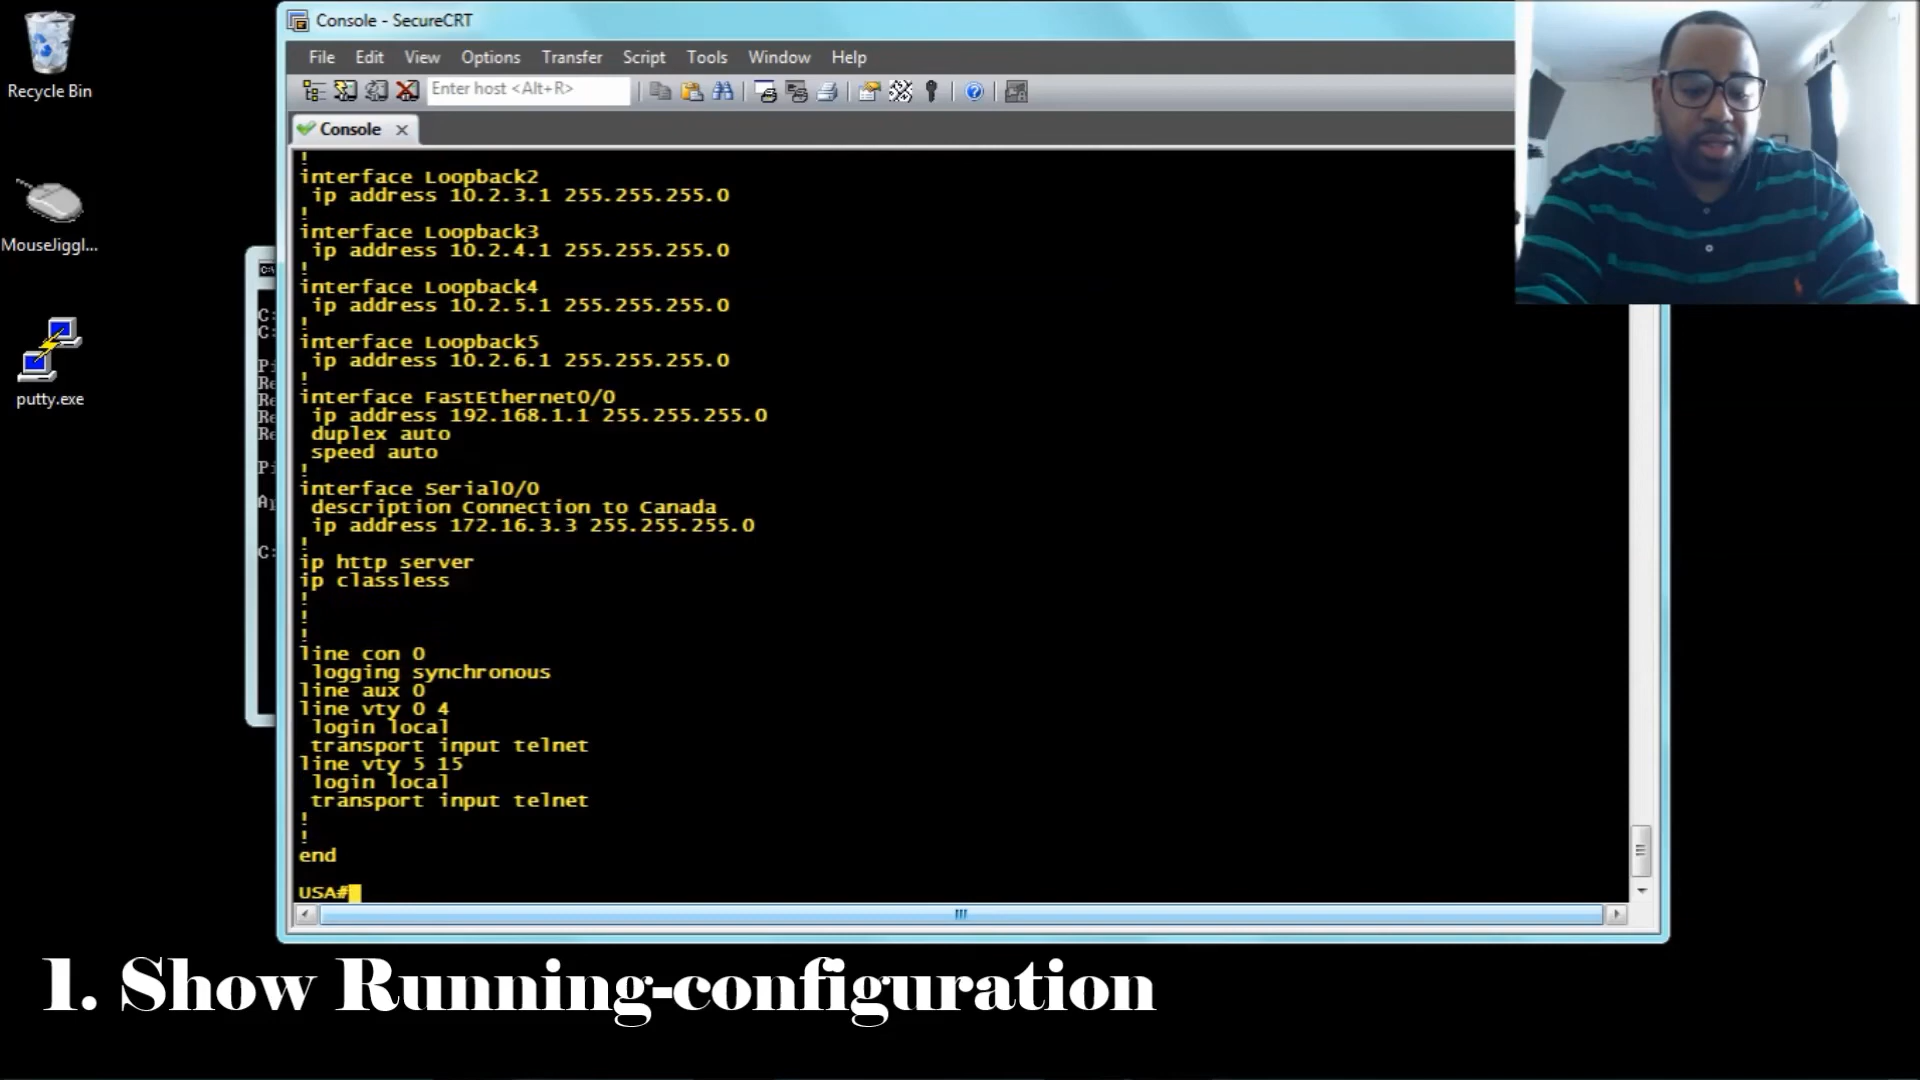 Recycle Bin
MouseJiggl...
putty.exe
Console - SecureCRT
File Edit View Options Transfer Script Tools Window Help
Enter host <Alt+R>
Console
!
interface Loopback2
ip address 10.2.3.1 255.255.255.0
!
interface Loopback3
ip address 10.2.4.1 255.255.255.0
!
interface Loopback4
ip address 10.2.5.1 255.255.255.0
!
interface Loopback5
ip address 10.2.6.1 255.255.255.0
!
interface FastEthernet0/0
ip address 192.168.1.1 255.255.255.0
duplex auto
speed auto
!
interface Serial0/0
description Connection to Canada
ip address 172.16.3.3 255.255.255.0
!
ip http server
ip classless
!
!
!
line con 0
logging synchronous
line aux 0
line vty 0 4
login local
transport input telnet
line vty 5 15
login local
transport input telnet
!
!
end
USA#
C:
C:
Pi
Re
Re
Re
Re
Pi
C:
1. Show Running-configuration